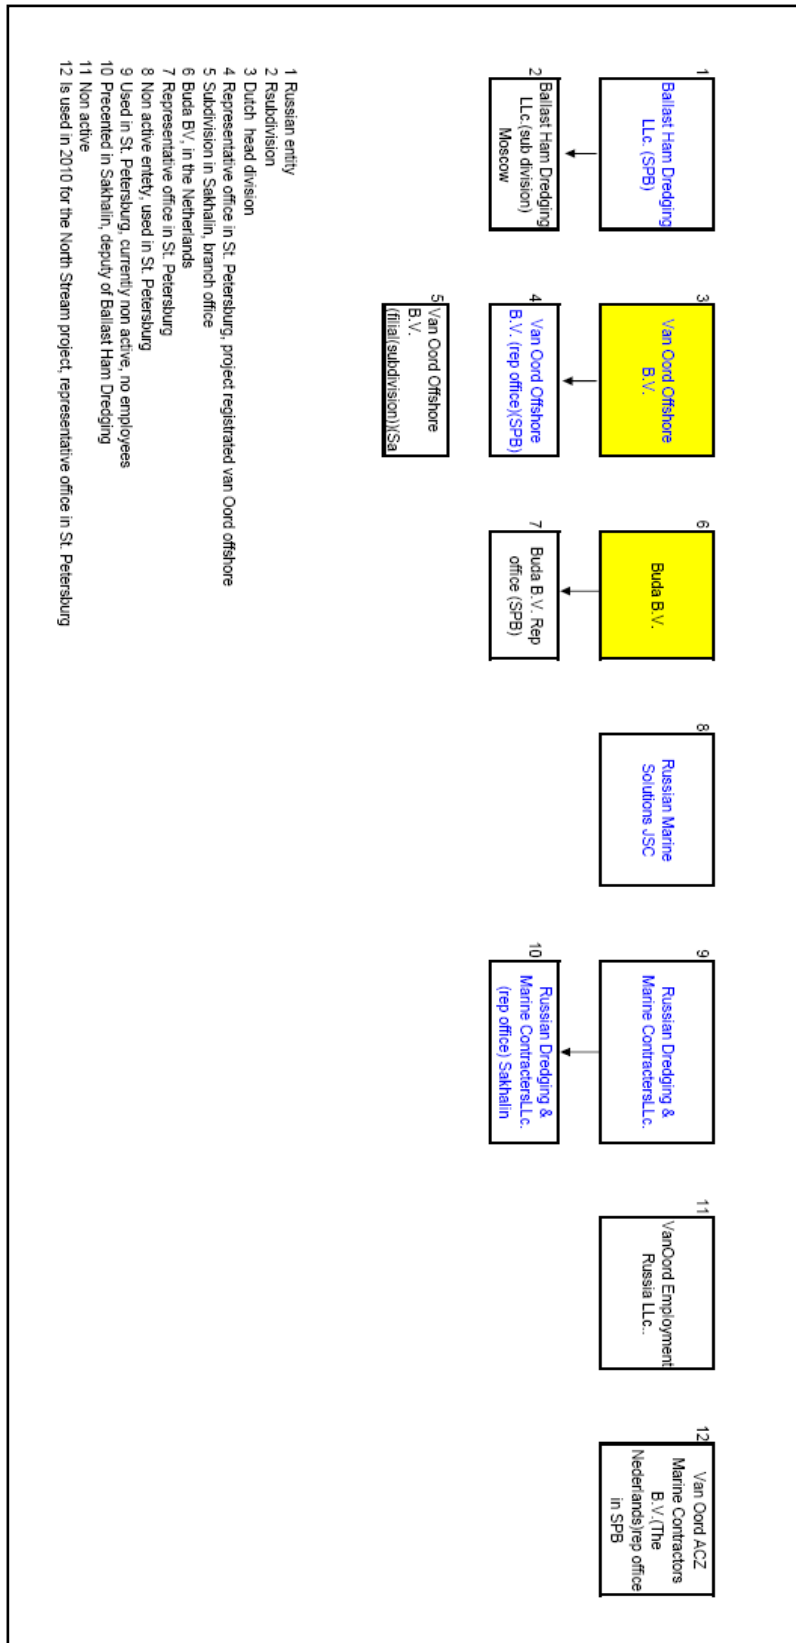 1
Ballast Ham Dredging
LLc. (SPB)
2
Ballast Ham Dredging
LLc.(sub division)
Moscow
3
Van Oord Offshore
B.V.
4
Van Oord Offshore
B.V. (rep office)(SPB)
5
Van Oord Offshore
B.V.
(filial(subdivision))(Sa
6
Buda B.V.
7
Buda B.V. Rep
office (SPB)
8
Russian Marine
Solutions JSC
9
Russian Dredging &
Marine ContractersLLc.
10
Russian Dredging &
Marine ContractersLLc.
(rep office) Sakhalin
11
VanOord Employment
Russia LLc..
12
Van Oord ACZ
Marine Contractors
B.V.(The
Nederlands)rep office
in SPB
1 Russian entity
2 Rsubdivision
3 Dutch head division
4 Representative office in St. Petersburg, project registrated van Oord offshore
5 Subdivision in Sakhalin, branch office
6 Buda BV, in the Netherlands
7 Representative office in St. Petersburg
8 Non active entety, used in St. Petersburg
9 Used in St. Petersburg, currently non active, no employees
10 Precented in Sakhalin, deputy of Ballast Ham Dredging
11 Non active
12 Is used in 2010 for the North Stream project, representative office in St. Petersburg